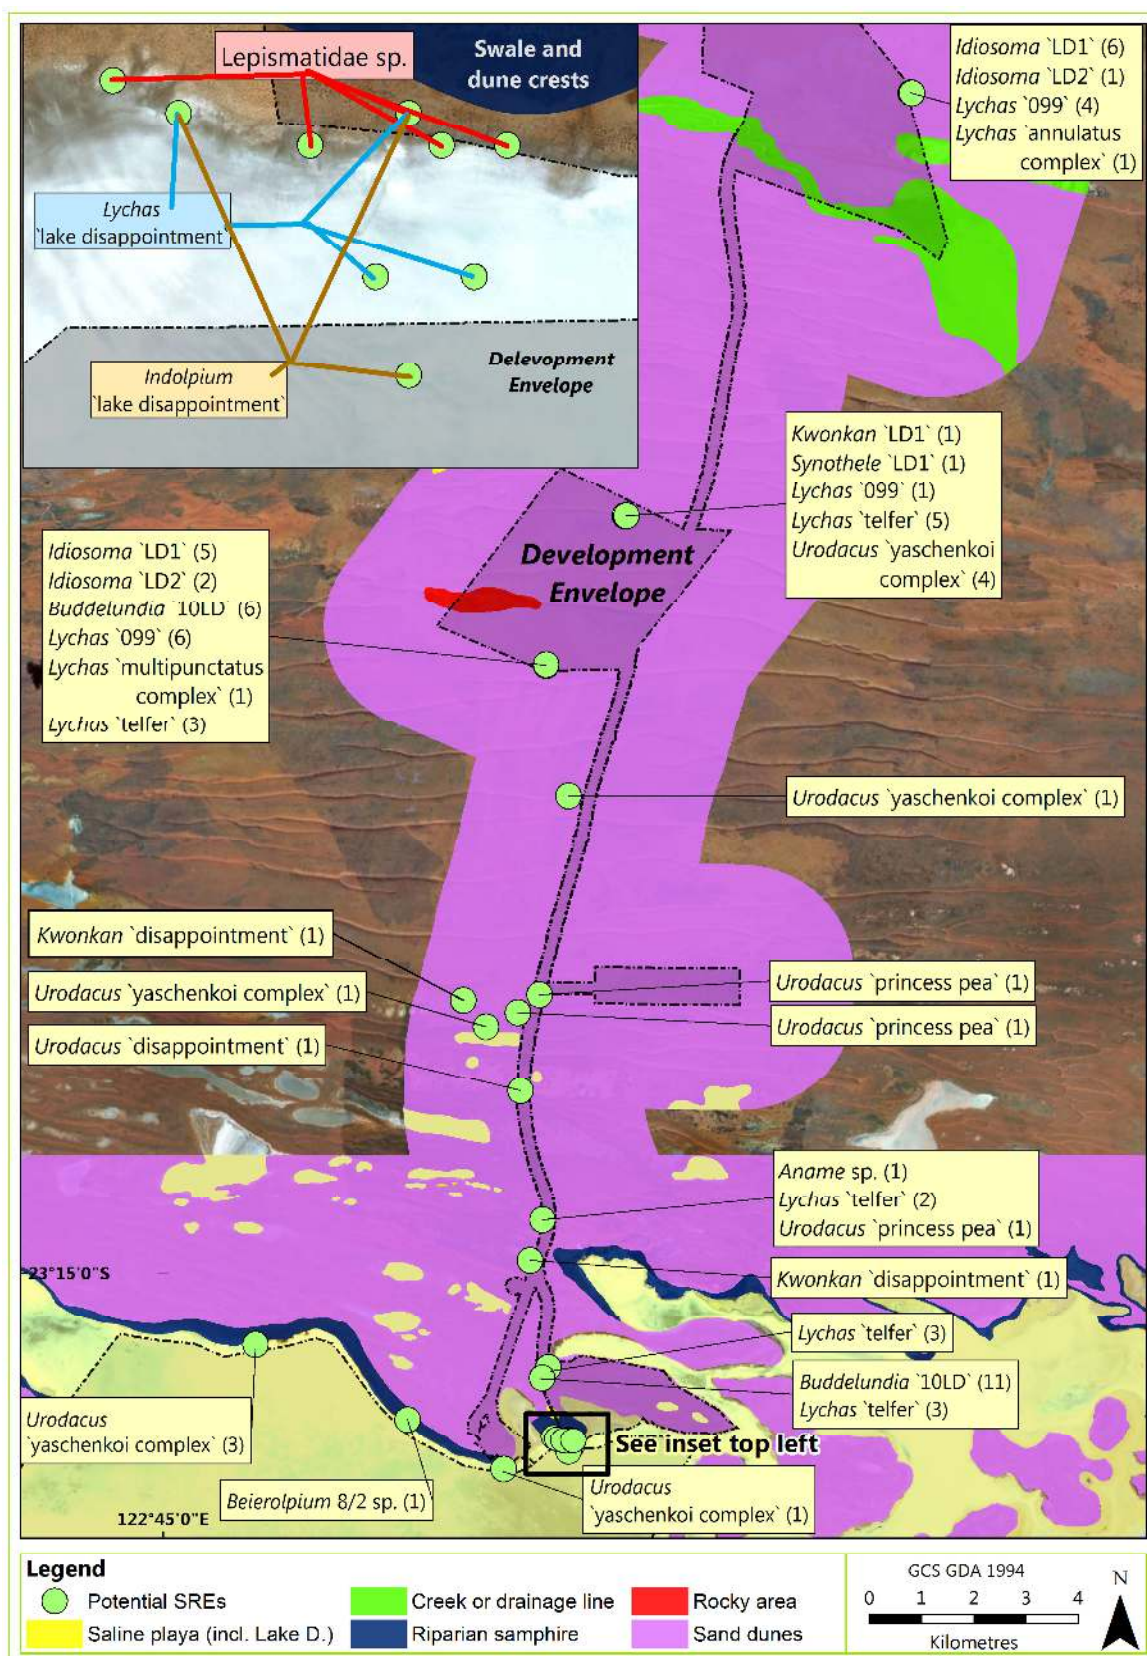 Lepismatidae sp.
Swale and
dune crests
Lychas
`lake disappointment`
Indolpium
`lake disappointment`
Delevopment
Envelope
Idiosoma `LD1` (6)
Idiosoma `LD2` (1)
Lychas `099` (4)
Lychas `annulatus
complex` (1)
Kwonkan `LD1` (1)
Synothele `LD1` (1)
Lychas `099` (1)
Lychas `telfer` (5)
Urodacus `yaschenkoi
complex` (4)
Development
Envelope
Idiosoma `LD1` (5)
Idiosoma `LD2` (2)
Buddelundia `10LD` (6)
Lychas `099` (6)
Lychas `multipunctatus
complex` (1)
Lychas `telfer` (3)
Urodacus `yaschenkoi complex` (1)
Kwonkan `disappointment` (1)
Urodacus `yaschenkoi complex` (1)
Urodacus `disappointment` (1)
Urodacus `princess pea` (1)
Urodacus `princess pea` (1)
Aname sp. (1)
Lychas `telfer` (2)
Urodacus `princess pea` (1)
23°15'0"S
Kwonkan `disappointment` (1)
Lychas `telfer` (3)
Buddelundia `10LD` (11)
Lychas `telfer` (3)
Urodacus
`yaschenkoi complex` (3)
See inset top left
Beierolpium 8/2 sp. (1)
Urodacus
`yaschenkoi complex` (1)
122°45'0"E
Legend
Potential SREs
Creek or drainage line
Rocky area
Saline playa (incl. Lake D.)
Riparian samphire
Sand dunes
GCS GDA 1994
N
0 1 2 3 4
Kilometres